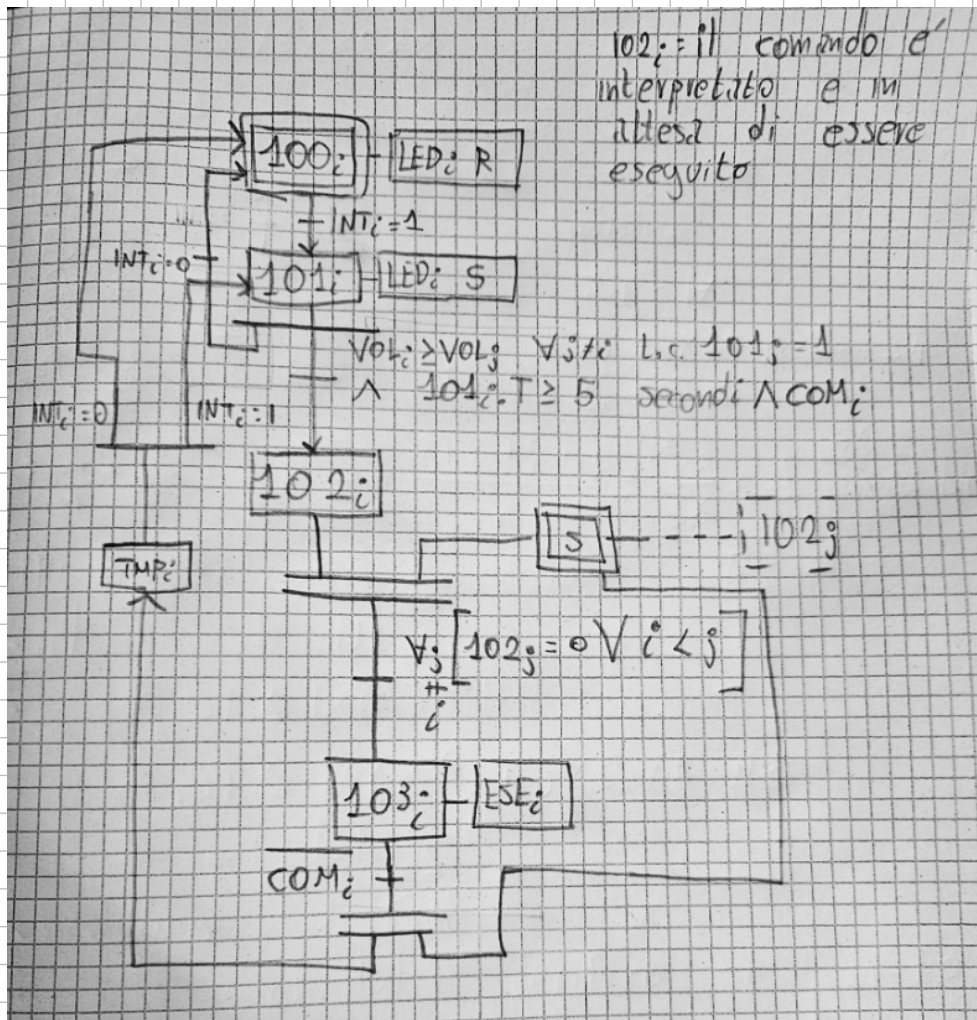 102i = il comando e'
interpretato e in
attesa di essere
eseguito
100i
LEDi R
INTi=1
INTi=0
101i
LEDi S
VOLi ≥ VOLj ∀j≠i t.c. 101j=1
∧ 101i.T ≥ 5 secondi ∧ COMi
INTi=0
INTi=1
102i
S
102j
TMPi
∀j≠i [102j=0 ∨ i<j]
103i
ESEi
C̅O̅M̅i̅